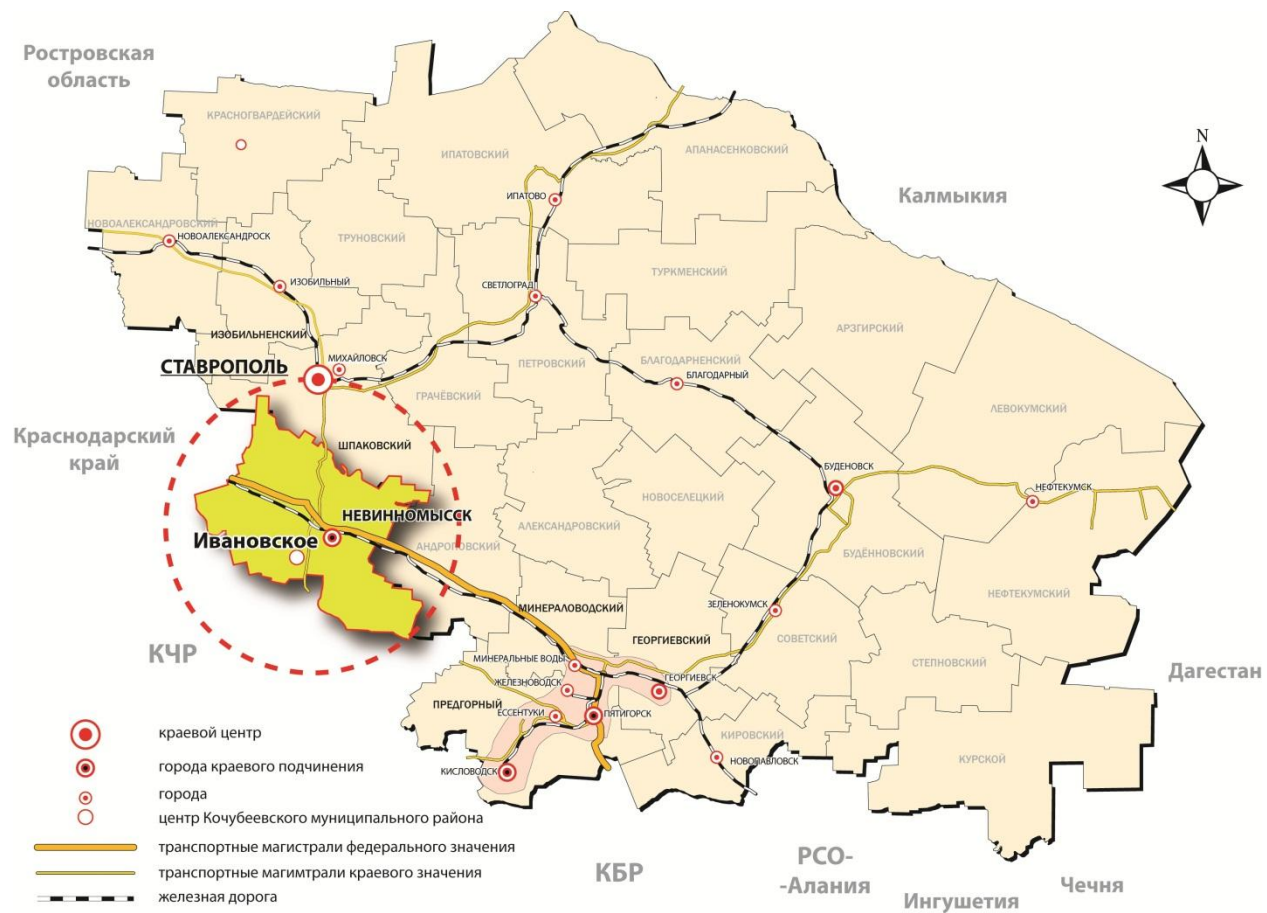 Ростровская
область
КРАСНОГВАРДЕЙСКИЙ
ИПАТОВСКИЙ
АПАНАСЕНКОВСКИЙ
N
Калмыкия
ИПАТОВО
НОВОАЛЕКСАНДРОВСКИЙ
НОВОАЛЕКСАНДРОСК
ТРУНОВСКИЙ
ТУРКМЕНСКИЙ
ИЗОБИЛЬНЫЙ
СВЕТЛОГРАД
ИЗОБИЛЬНЕНСКИЙ
АРЗГИРСКИЙ
МИХАЙЛОВСК
СТАВРОПОЛЬ
ПЕТРОВСКИЙ
БЛАГОДАРНЕНСКИЙ
БЛАГОДАРНЫЙ
ГРАЧЁВСКИЙ
ЛЕВОКУМСКИЙ
Краснодарский
край
ШПАКОВСКИЙ
БУДЕНОВСК
НЕФТЕКУМСК
НОВОСЕЛЕЦКИЙ
НЕВИННОМЫССК
АЛЕКСАНДРОВСКИЙ
Ивановское
АНДРОПОВСКИЙ
БУДЁННОВСКИЙ
НЕФТЕКУМСКИЙ
МИНЕРАЛОВОДСКИЙ
ЗЕЛЕНОКУМСК
ГЕОРГИЕВСКИЙ
СОВЕТСКИЙ
КЧР
МИНЕРАЛЬНЫЕ ВОДЫ
СТЕПНОВСКИЙ
Дагестан
ЖЕЛЕЗНОВОДСК
ГЕОРГИЕВСК
ПРЕДГОРНЫЙ
ЕССЕНТУКИ
ПЯТИГОРСК
КИРОВСКИЙ
КУРСКОЙ
НОВОПАВЛОВСК
КИСЛОВОДСК
краевой центр
города краевого подчинения
города
центр Кочубеевского муниципального района
транспортные магистрали федерального значения
транспортные магимтрали краевого значения
железная дорога
КБР
РСО-
-Алания
Ингушетия
Чечня